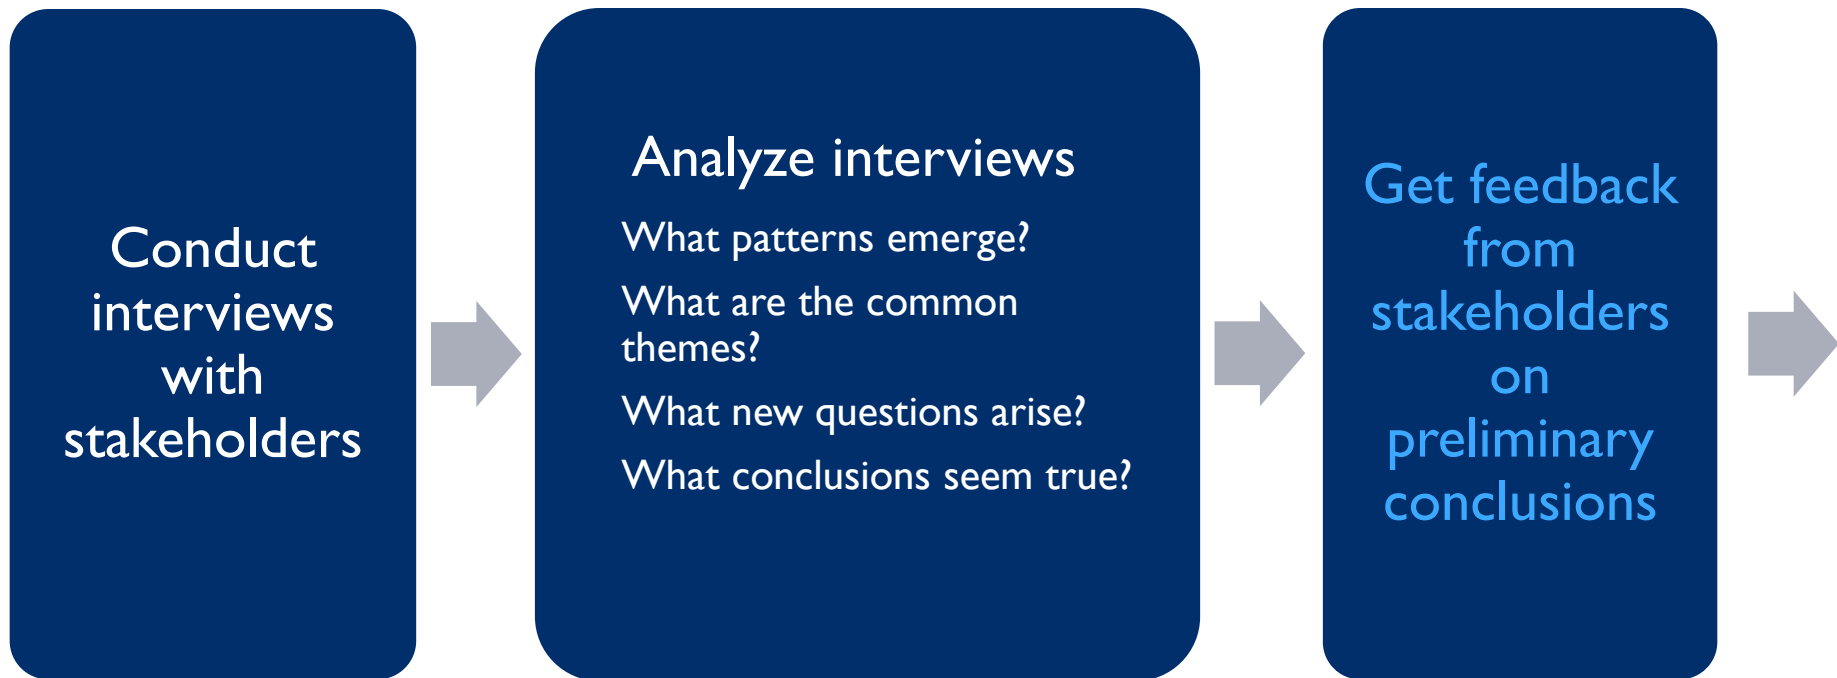 Conduct
interviews
with
stakeholders
Analyze interviews
What patterns emerge?
What are the common
themes?
What new questions arise?
What conclusions seem true?
Get feedback
from
stakeholders
on
preliminary
conclusions